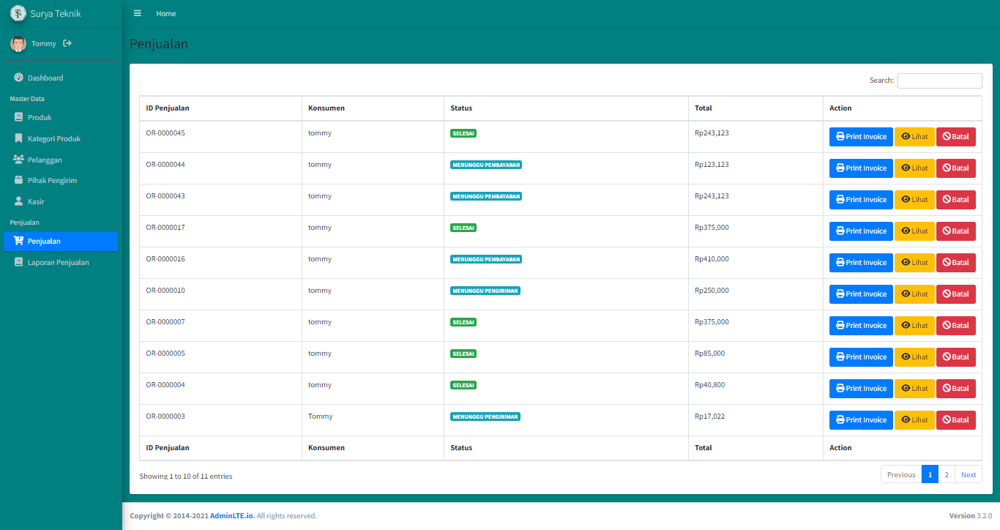 Surya Teknik
Home
Tommy
Penjualan
Dashboard
Master Data
Produk
Kategori Produk
Pelanggan
Pihak Pengirim
Kasir
Penjualan
Penjualan
Laporan Penjualan
Search:
ID Penjualan Konsumen Status Total Action
OR-0000045 tommy SELESAI Rp243,123 Print Invoice Lihat Batal
OR-0000044 tommy MENUNGGU PEMBAYARAN Rp123,123 Print Invoice Lihat Batal
OR-0000043 tommy MENUNGGU PEMBAYARAN Rp243,123 Print Invoice Lihat Batal
OR-0000017 tommy SELESAI Rp375,000 Print Invoice Lihat Batal
OR-0000016 tommy MENUNGGU PEMBAYARAN Rp410,000 Print Invoice Lihat Batal
OR-0000010 tommy MENUNGGU PENGIRIMAN Rp250,000 Print Invoice Lihat Batal
OR-0000007 tommy SELESAI Rp375,000 Print Invoice Lihat Batal
OR-0000005 tommy SELESAI Rp85,000 Print Invoice Lihat Batal
OR-0000004 tommy SELESAI Rp40,800 Print Invoice Lihat Batal
OR-0000003 Tommy MENUNGGU PENGIRIMAN Rp17,022 Print Invoice Lihat Batal
ID Penjualan Konsumen Status Total Action
Showing 1 to 10 of 11 entries
Previous 1 2 Next
Copyright © 2014-2021 AdminLTE.io. All rights reserved.
Version 3.2.0